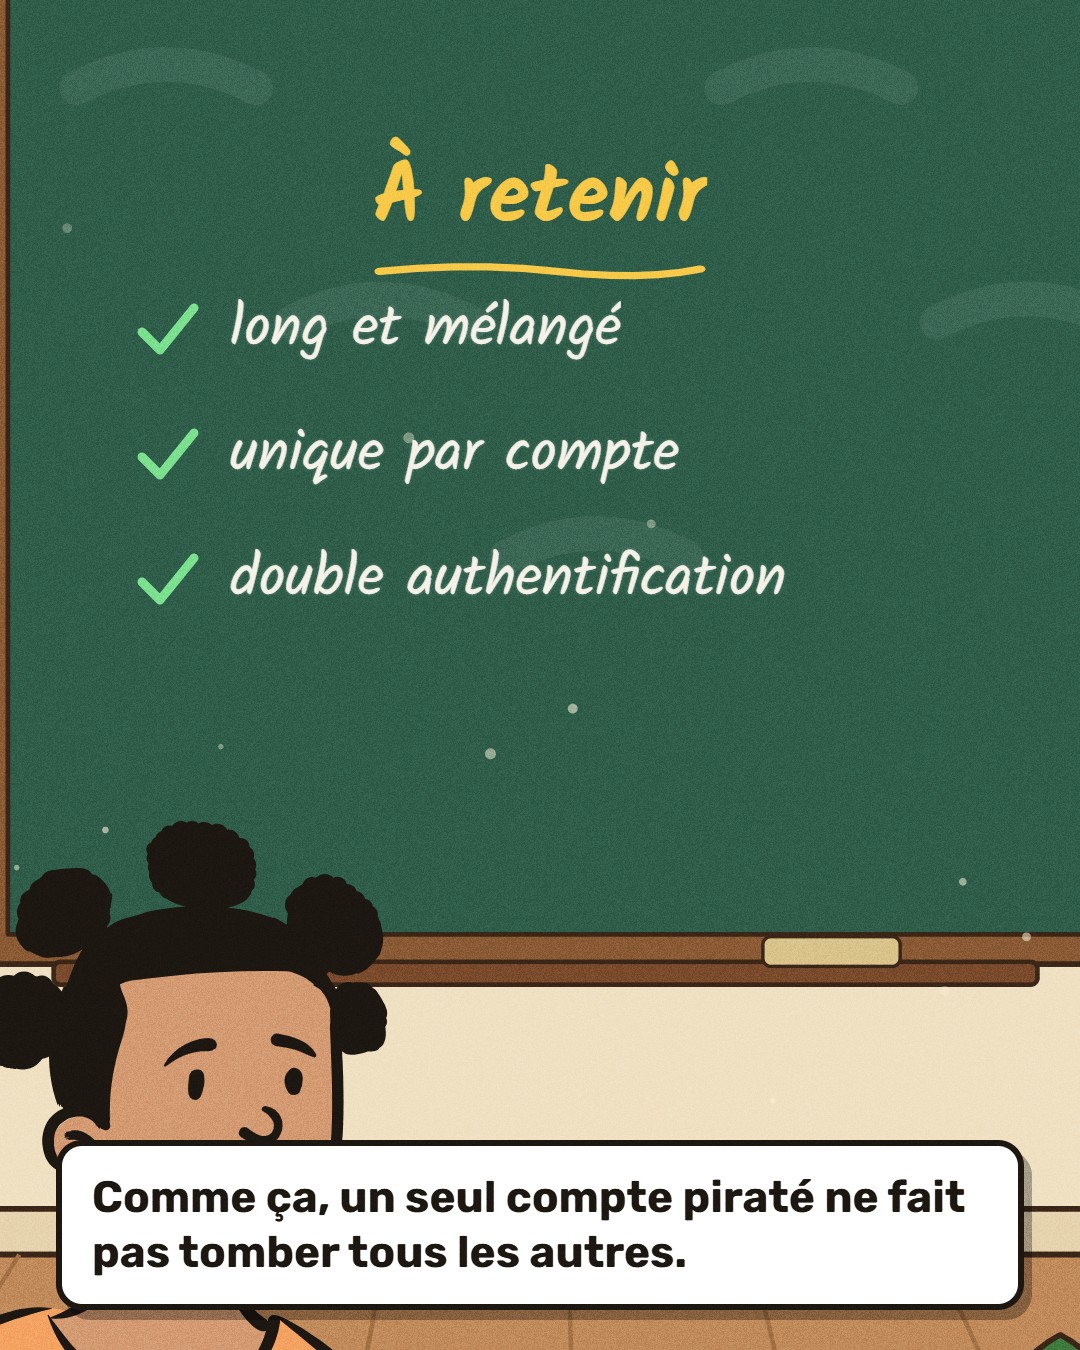 À retenir
long et mélangé
unique par compte
double authentification
Comme ça, un seul compte piraté ne fait
pas tomber tous les autres.